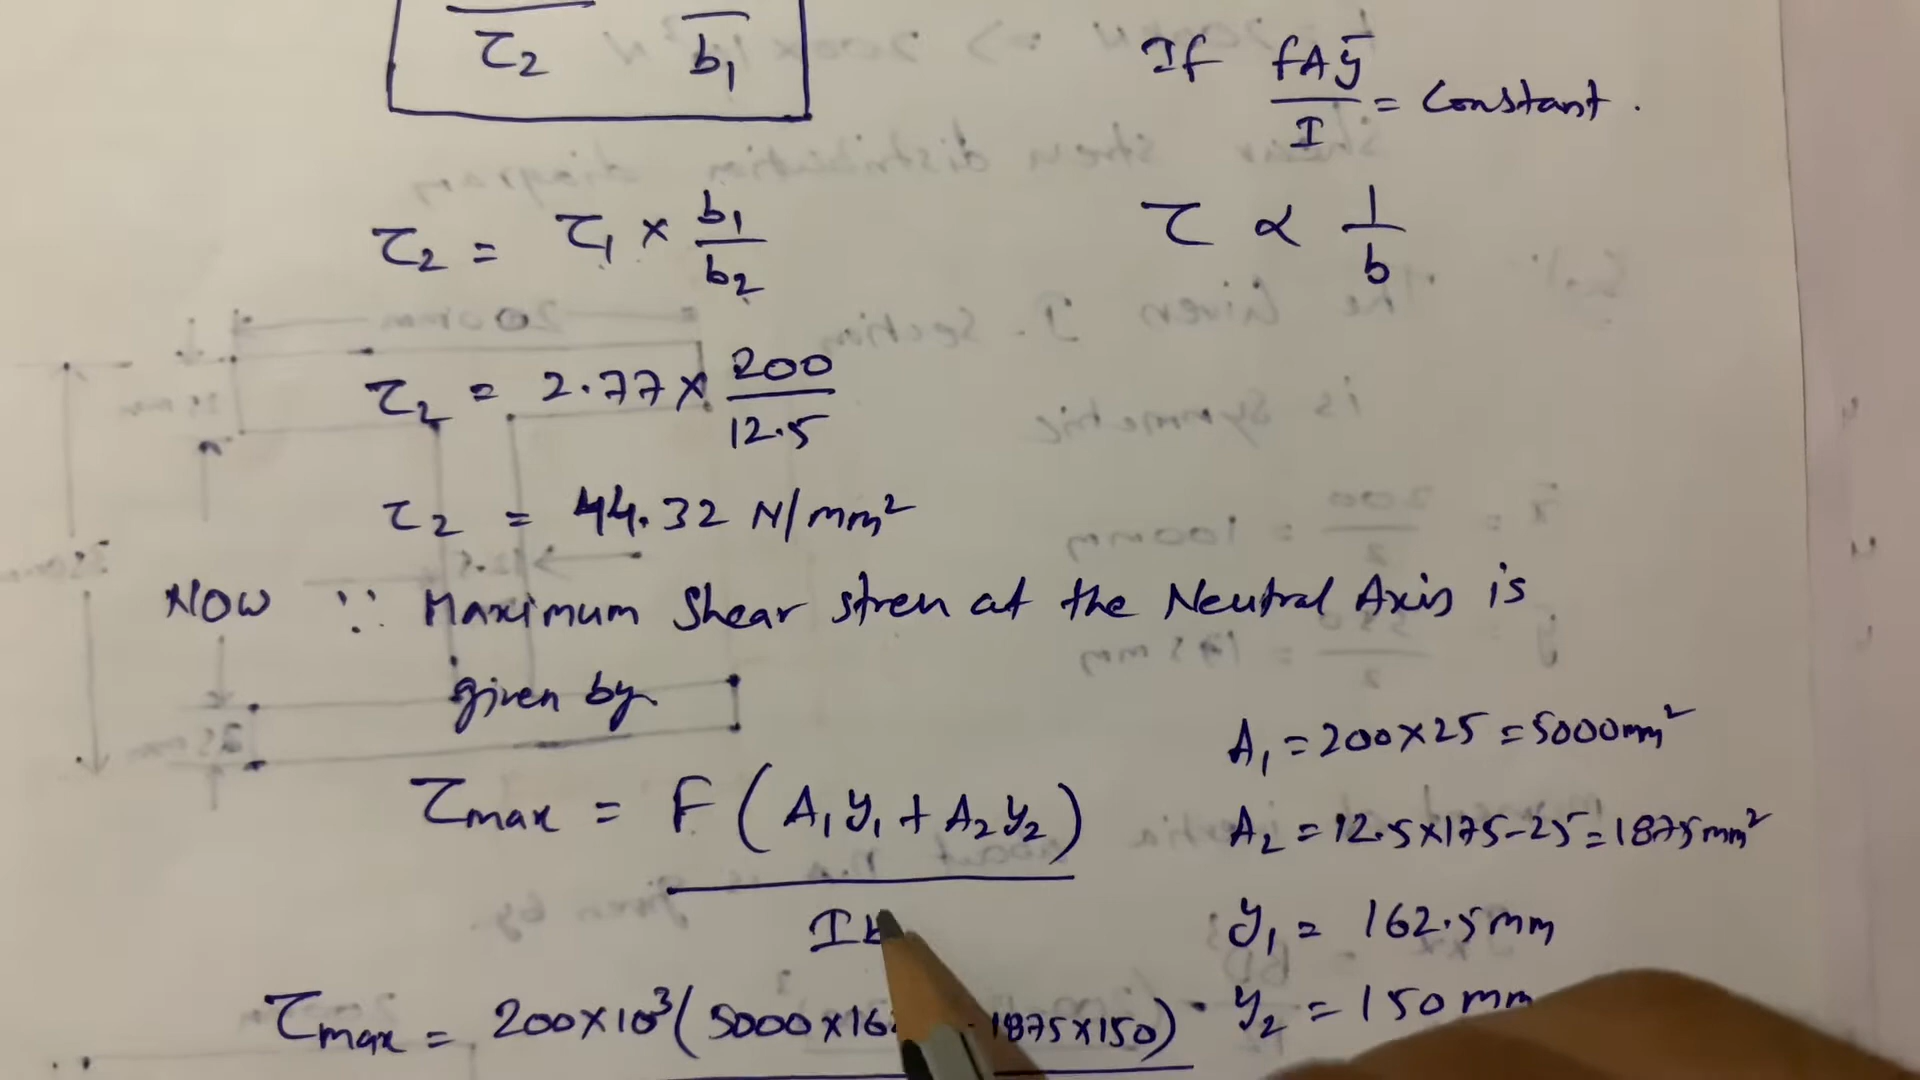 τ2 b1
If fAȳ/I = Constant.
τ2 = τ1 × b1/b2
τ ∝ 1/b
τ2 = 2.77 × 200/12.5
τ2 = 44.32 N/mm²
Now ∵ Maximum Shear stress at the Neutral Axis is
given by.
A1 = 200×25 = 5000mm²
τmax = F(A1y1 + A2y2)
A2 = 12.5×175-25 = 1875mm²
I
y1 = 162.5mm
τmax = 200×10³(5000×16 1875×150)
y2 = 150mm